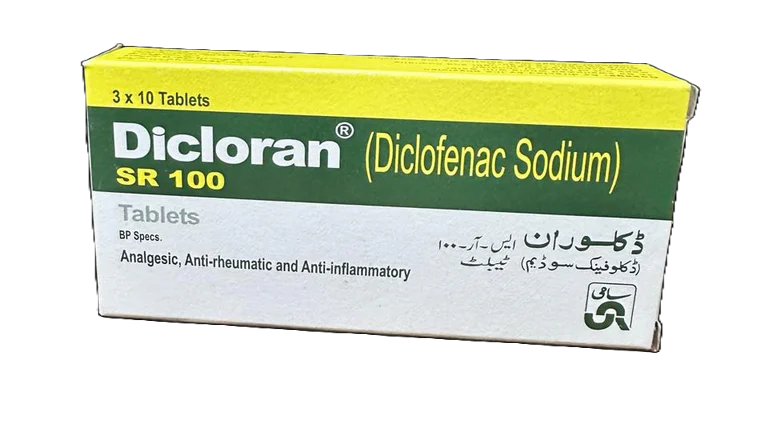 3 x 10 Tablets
Dicloran® (Diclofenac Sodium)
SR 100
Tablets
BP Specs.
Analgesic, Anti-rheumatic and Anti-inflammatory
ڈکلوران ایس۔آر۔۱۰۰
(ڈکلوفینک سوڈیم) ٹیبلٹ
سامی